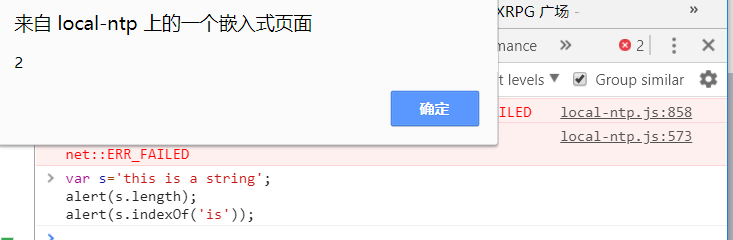 来自 local-ntp 上的一个嵌入式页面
2
确定
XRPG 广场 -
mance
2
t levels
Group similar
ILED local-ntp.js:858
local-ntp.js:573
net::ERR_FAILED
var s='this is a string';
alert(s.length);
alert(s.indexOf('is'));